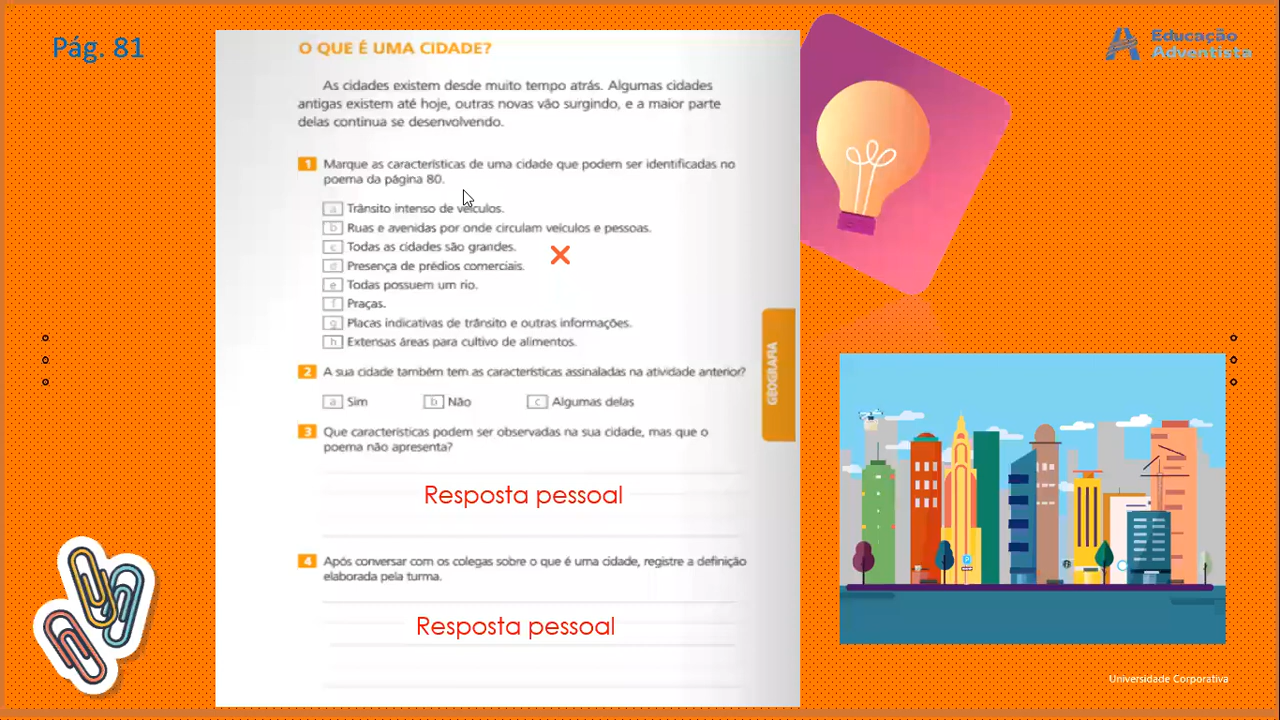 Pág. 81
Educação
Adventista
O QUE É UMA CIDADE?
As cidades existem desde muito tempo atrás. Algumas cidades
antigas existem até hoje, outras novas vão surgindo, e a maior parte
delas continua se desenvolvendo.
1 Marque as características de uma cidade que podem ser identificadas no
poema da página 80.
a Trânsito intenso de veículos.
b Ruas e avenidas por onde circulam veículos e pessoas.
c Todas as cidades são grandes.
d Presença de prédios comerciais.
e Todas possuem um rio.
f Praças.
g Placas indicativas de trânsito e outras informações.
h Extensas áreas para cultivo de alimentos.
2 A sua cidade também tem as características assinaladas na atividade anterior?
a Sim b Não c Algumas delas
3 Que características podem ser observadas na sua cidade, mas que o
poema não apresenta?
Resposta pessoal
4 Após conversar com os colegas sobre o que é uma cidade, registre a definição
elaborada pela turma.
Resposta pessoal
GEOGRAFIA
Universidade Corporativa